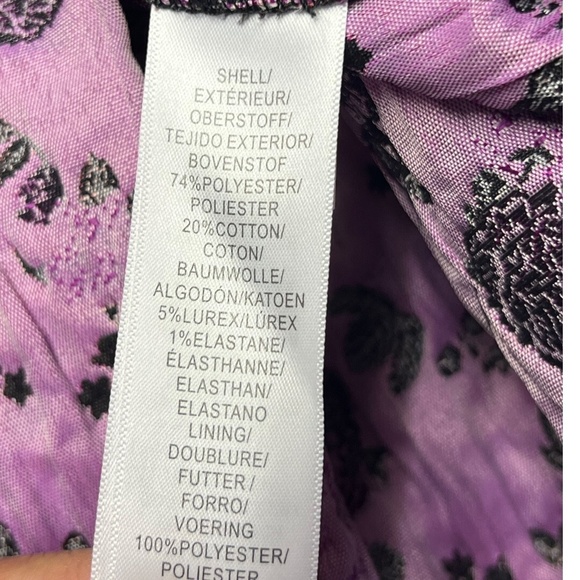 SHELL/
EXTÉRIEUR/
OBERSTOFF/
TEJIDO EXTERIOR/
BOVENSTOF
74%POLYESTER/
POLIESTER
20%COTTON/
COTON/
BAUMWOLLE/
ALGODÓN/KATOEN
5%LUREX/LÚREX
1%ELASTANE/
ÉLASTHANNE/
ELASTHAN/
ELASTANO
LINING/
DOUBLURE/
FUTTER /
FORRO/
VOERING
100%POLYESTER/
POLIESTER